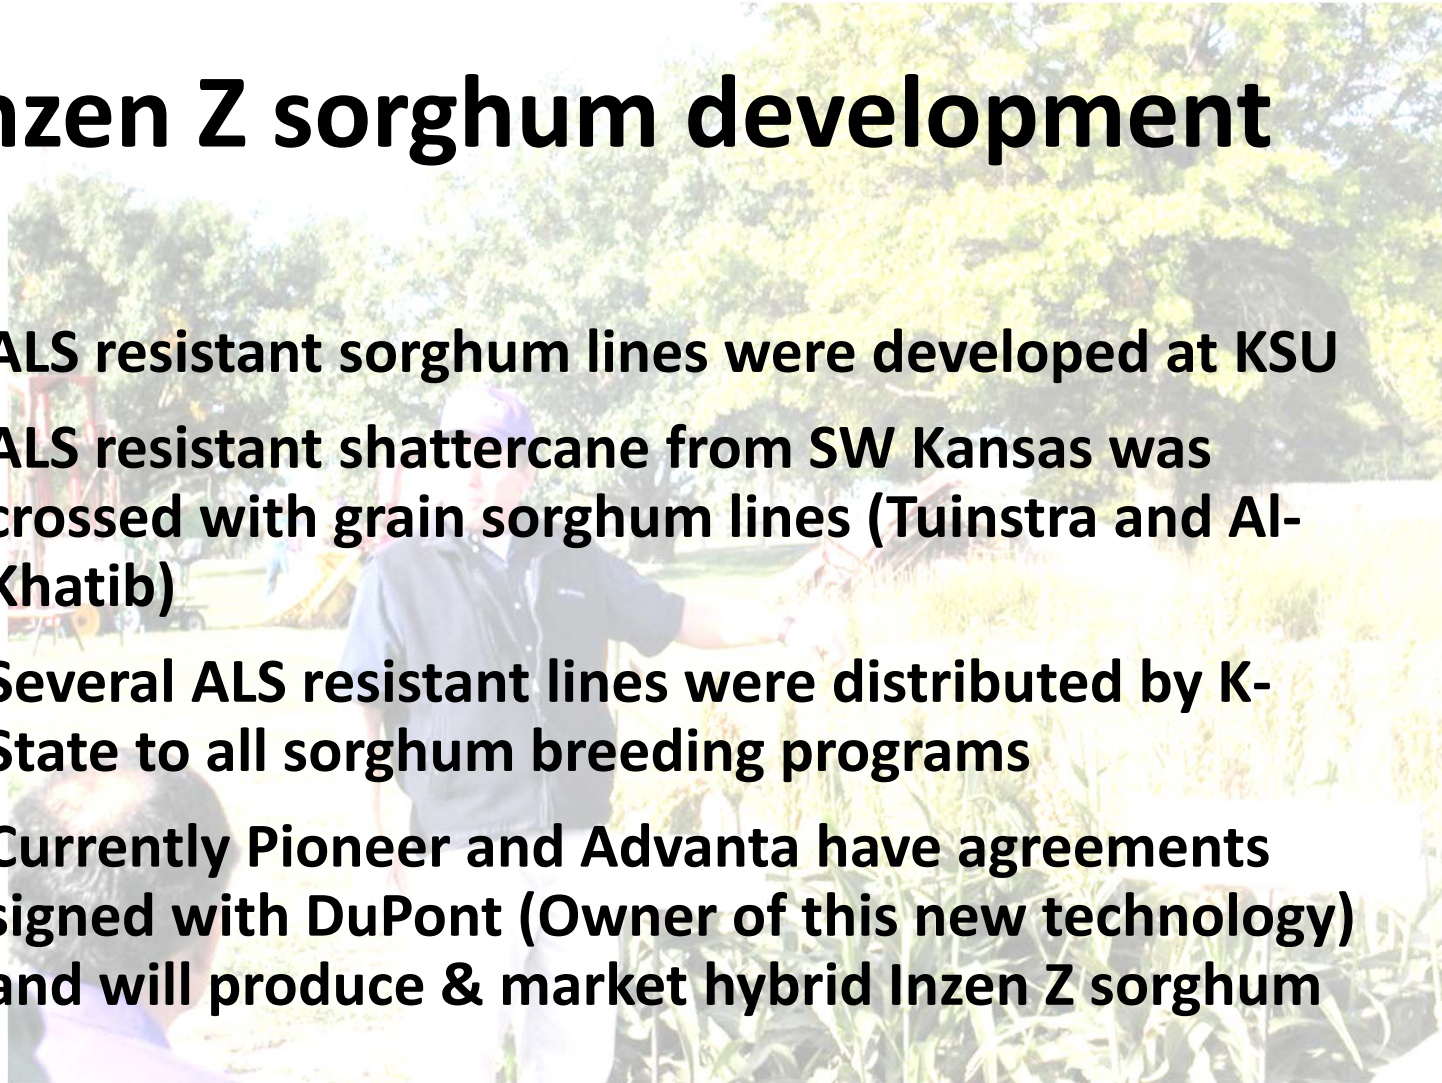 nzen Z sorghum development
ALS resistant sorghum lines were developed at KSU
ALS resistant shattercane from SW Kansas was
crossed with grain sorghum lines (Tuinstra and Al-
Khatib)
Several ALS resistant lines were distributed by K-
State to all sorghum breeding programs
Currently Pioneer and Advanta have agreements
signed with DuPont (Owner of this new technology)
and will produce & market hybrid Inzen Z sorghum